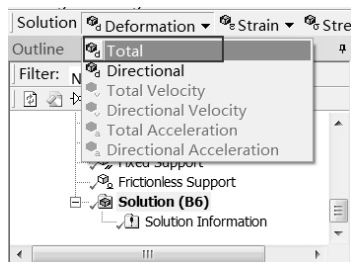 Solution Deformation Strain Stre
Outline
Total
Filter: N
Directional
Total Velocity
Directional Velocity
Total Acceleration
Directional Acceleration
Fixed Support
Frictionless Support
Solution (B6)
Solution Information